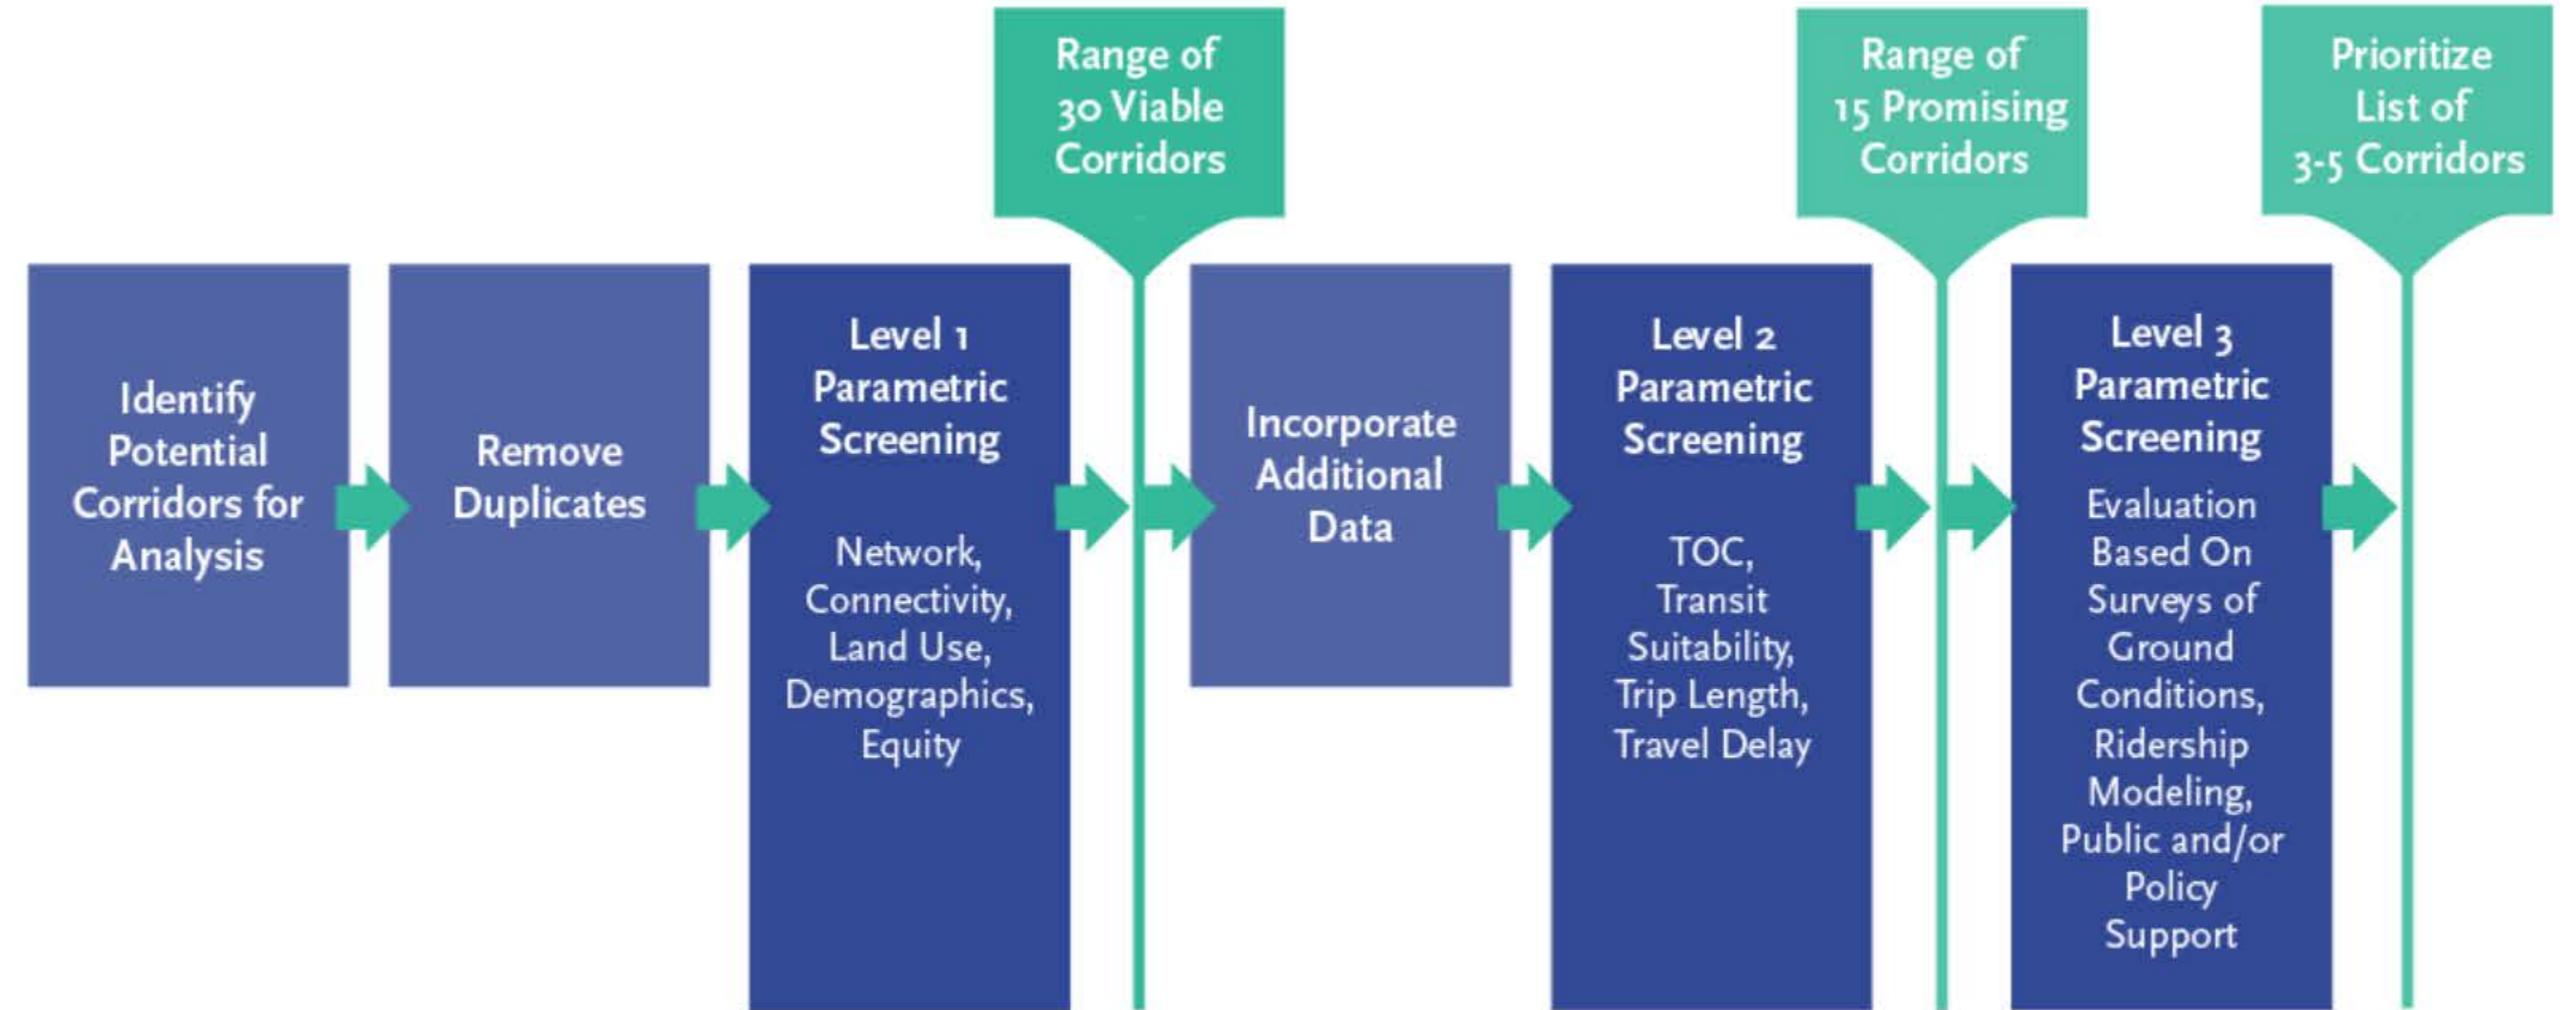 Range of
30 Viable
Corridors
Range of
15 Promising
Corridors
Prioritize
List of
3-5 Corridors
Identify
Potential
Corridors for
Analysis
Remove
Duplicates
Level 1
Parametric
Screening
Network,
Connectivity,
Land Use,
Demographics,
Equity
Incorporate
Additional
Data
Level 2
Parametric
Screening
TOC,
Transit
Suitability,
Trip Length,
Travel Delay
Level 3
Parametric
Screening
Evaluation
Based On
Surveys of
Ground
Conditions,
Ridership
Modeling,
Public and/or
Policy
Support